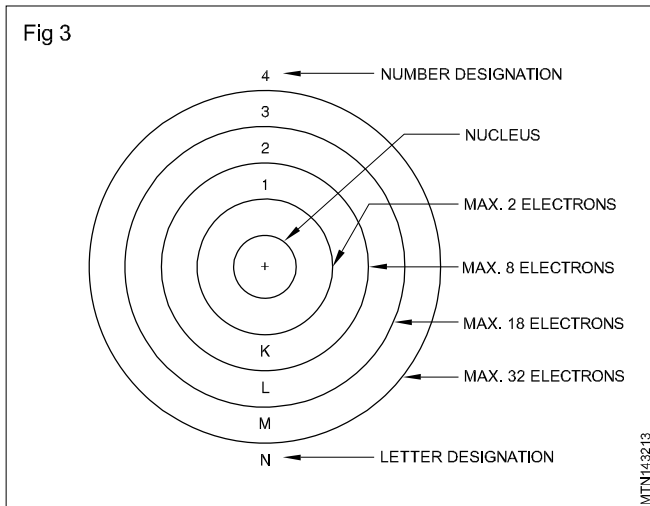 Fig 3
4
NUMBER DESIGNATION
3
NUCLEUS
2
1
MAX. 2 ELECTRONS
+
MAX. 8 ELECTRONS
MAX. 18 ELECTRONS
K
MAX. 32 ELECTRONS
L
M
N
LETTER DESIGNATION
MTN143213